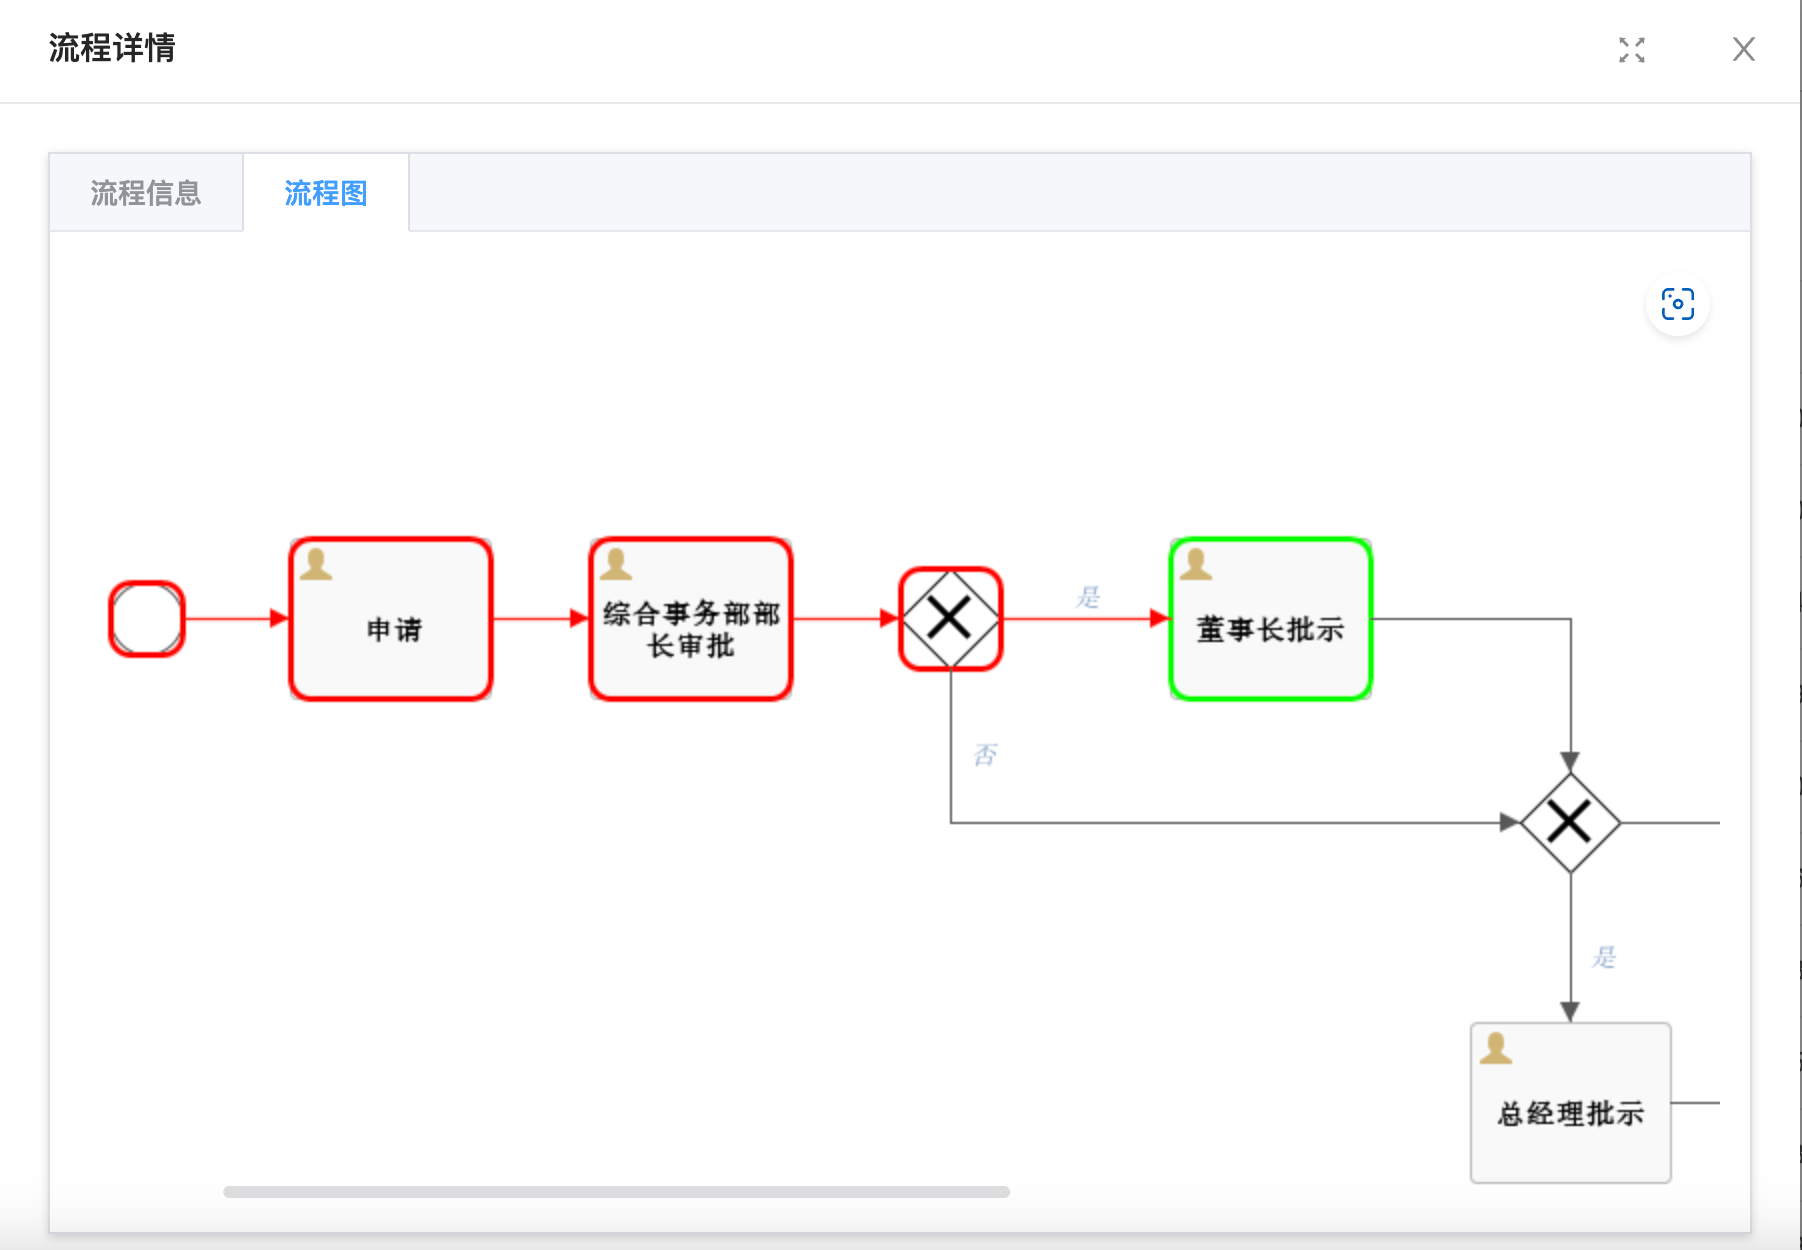 流程详情
流程信息
流程图
申请
综合事务部部
长审批
是
董事长批示
否
是
总经理批示